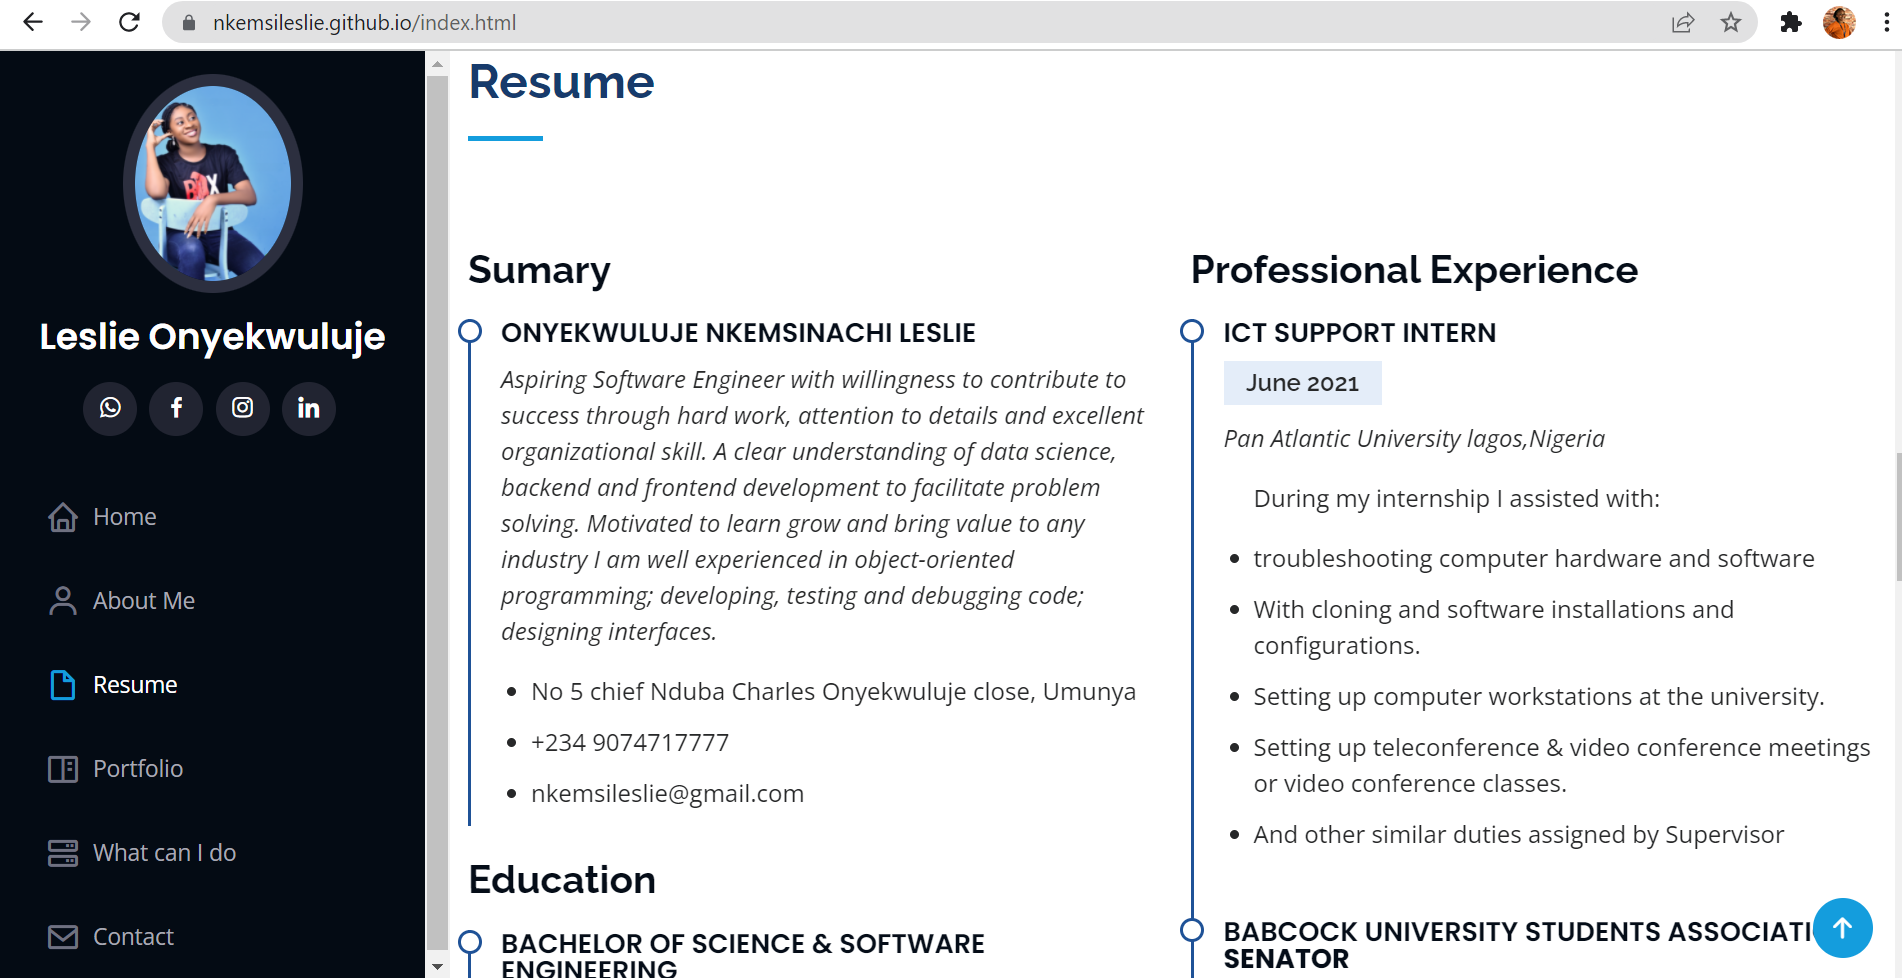 nkemsileslie.github.io/index.html
Leslie Onyekwuluje
Home
About Me
Resume
Portfolio
What can I do
Contact
Resume
Sumary
ONYEKWULUJE NKEMSINACHI LESLIE
Aspiring Software Engineer with willingness to contribute to
success through hard work, attention to details and excellent
organizational skill. A clear understanding of data science,
backend and frontend development to facilitate problem
solving. Motivated to learn grow and bring value to any
industry I am well experienced in object-oriented
programming; developing, testing and debugging code;
designing interfaces.
No 5 chief Nduba Charles Onyekwuluje close, Umunya
+234 9074717777
nkemsileslie@gmail.com
Education
BACHELOR OF SCIENCE & SOFTWARE
ENGINEERING
Professional Experience
ICT SUPPORT INTERN
June 2021
Pan Atlantic University lagos,Nigeria
During my internship I assisted with:
troubleshooting computer hardware and software
With cloning and software installations and
configurations.
Setting up computer workstations at the university.
Setting up teleconference & video conference meetings
or video conference classes.
And other similar duties assigned by Supervisor
BABCOCK UNIVERSITY STUDENTS ASSOCIATI
SENATOR